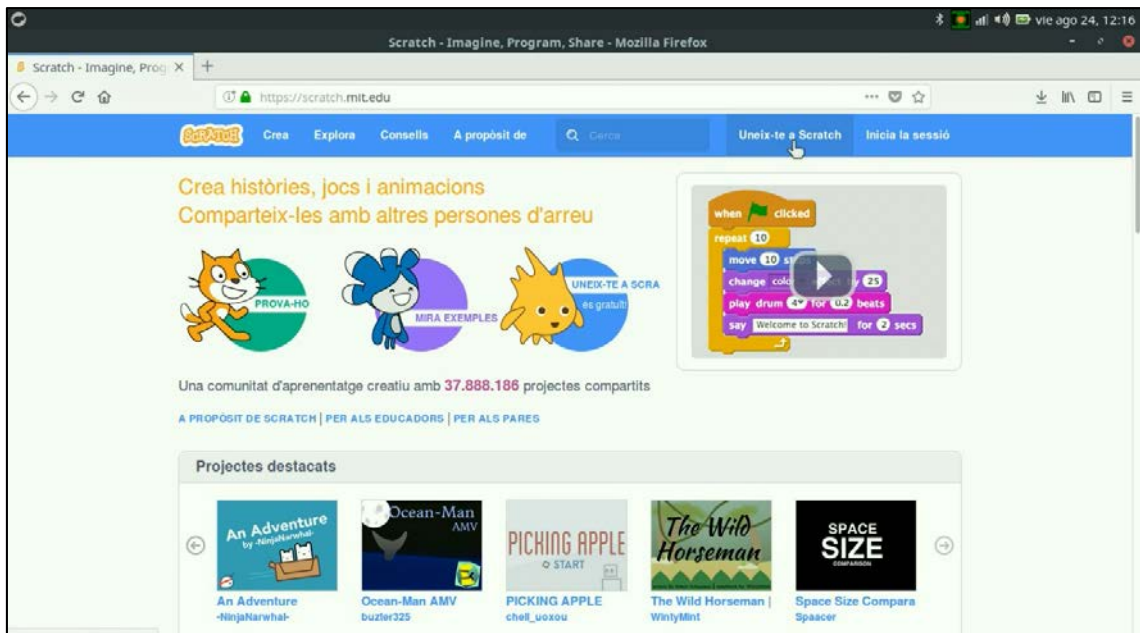 vie ago 24, 12:16
Scratch - Imagine, Program, Share - Mozilla Firefox
Scratch - Imagine, Prog
https://scratch.mit.edu
SCRATCH Crea Explora Consells A propòsit de Cerca Uneix-te a Scratch Inicia la sessió
Crea històries, jocs i animacions
Comparteix-les amb altres persones d'arreu
PROVA-HO
MIRA EXEMPLES
UNEIX-TE A SCRA
és gratuït!
when clicked
repeat 10
move 10 steps
change color by 25
play drum 4 for 0.2 beats
say Welcome to Scratch! for 2 secs
Una comunitat d'aprenentatge creatiu amb 37.888.186 projectes compartits
A PROPÒSIT DE SCRATCH | PER ALS EDUCADORS | PER ALS PARES
Projectes destacats
An Adventure
by -NinjaNarwhal-
Ocean-Man
AMV
PICKING APPLE
START
The Wild
Horseman
SPACE
SIZE
COMPARISON
An Adventure Ocean-Man AMV PICKING APPLE The Wild Horseman | Space Size Compara
-NinjaNarwhal- buzler325 chell_uoxou WintyMint Spaacer